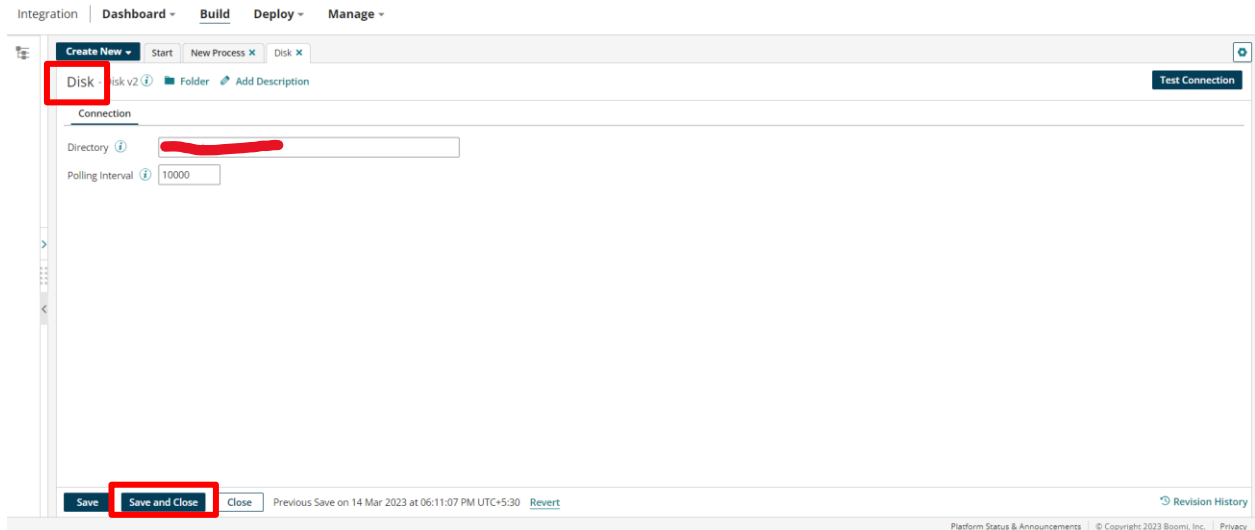 Integration Dashboard Build Deploy Manage
Create New Start New Process × Disk ×
Disk - Disk v2 Folder Add Description Test Connection
Connection
Directory
Polling Interval 10000
Save Save and Close Close Previous Save on 14 Mar 2023 at 06:11:07 PM UTC+5:30 Revert Revision History
Platform Status & Announcements © Copyright 2023 Boomi, Inc. Privacy